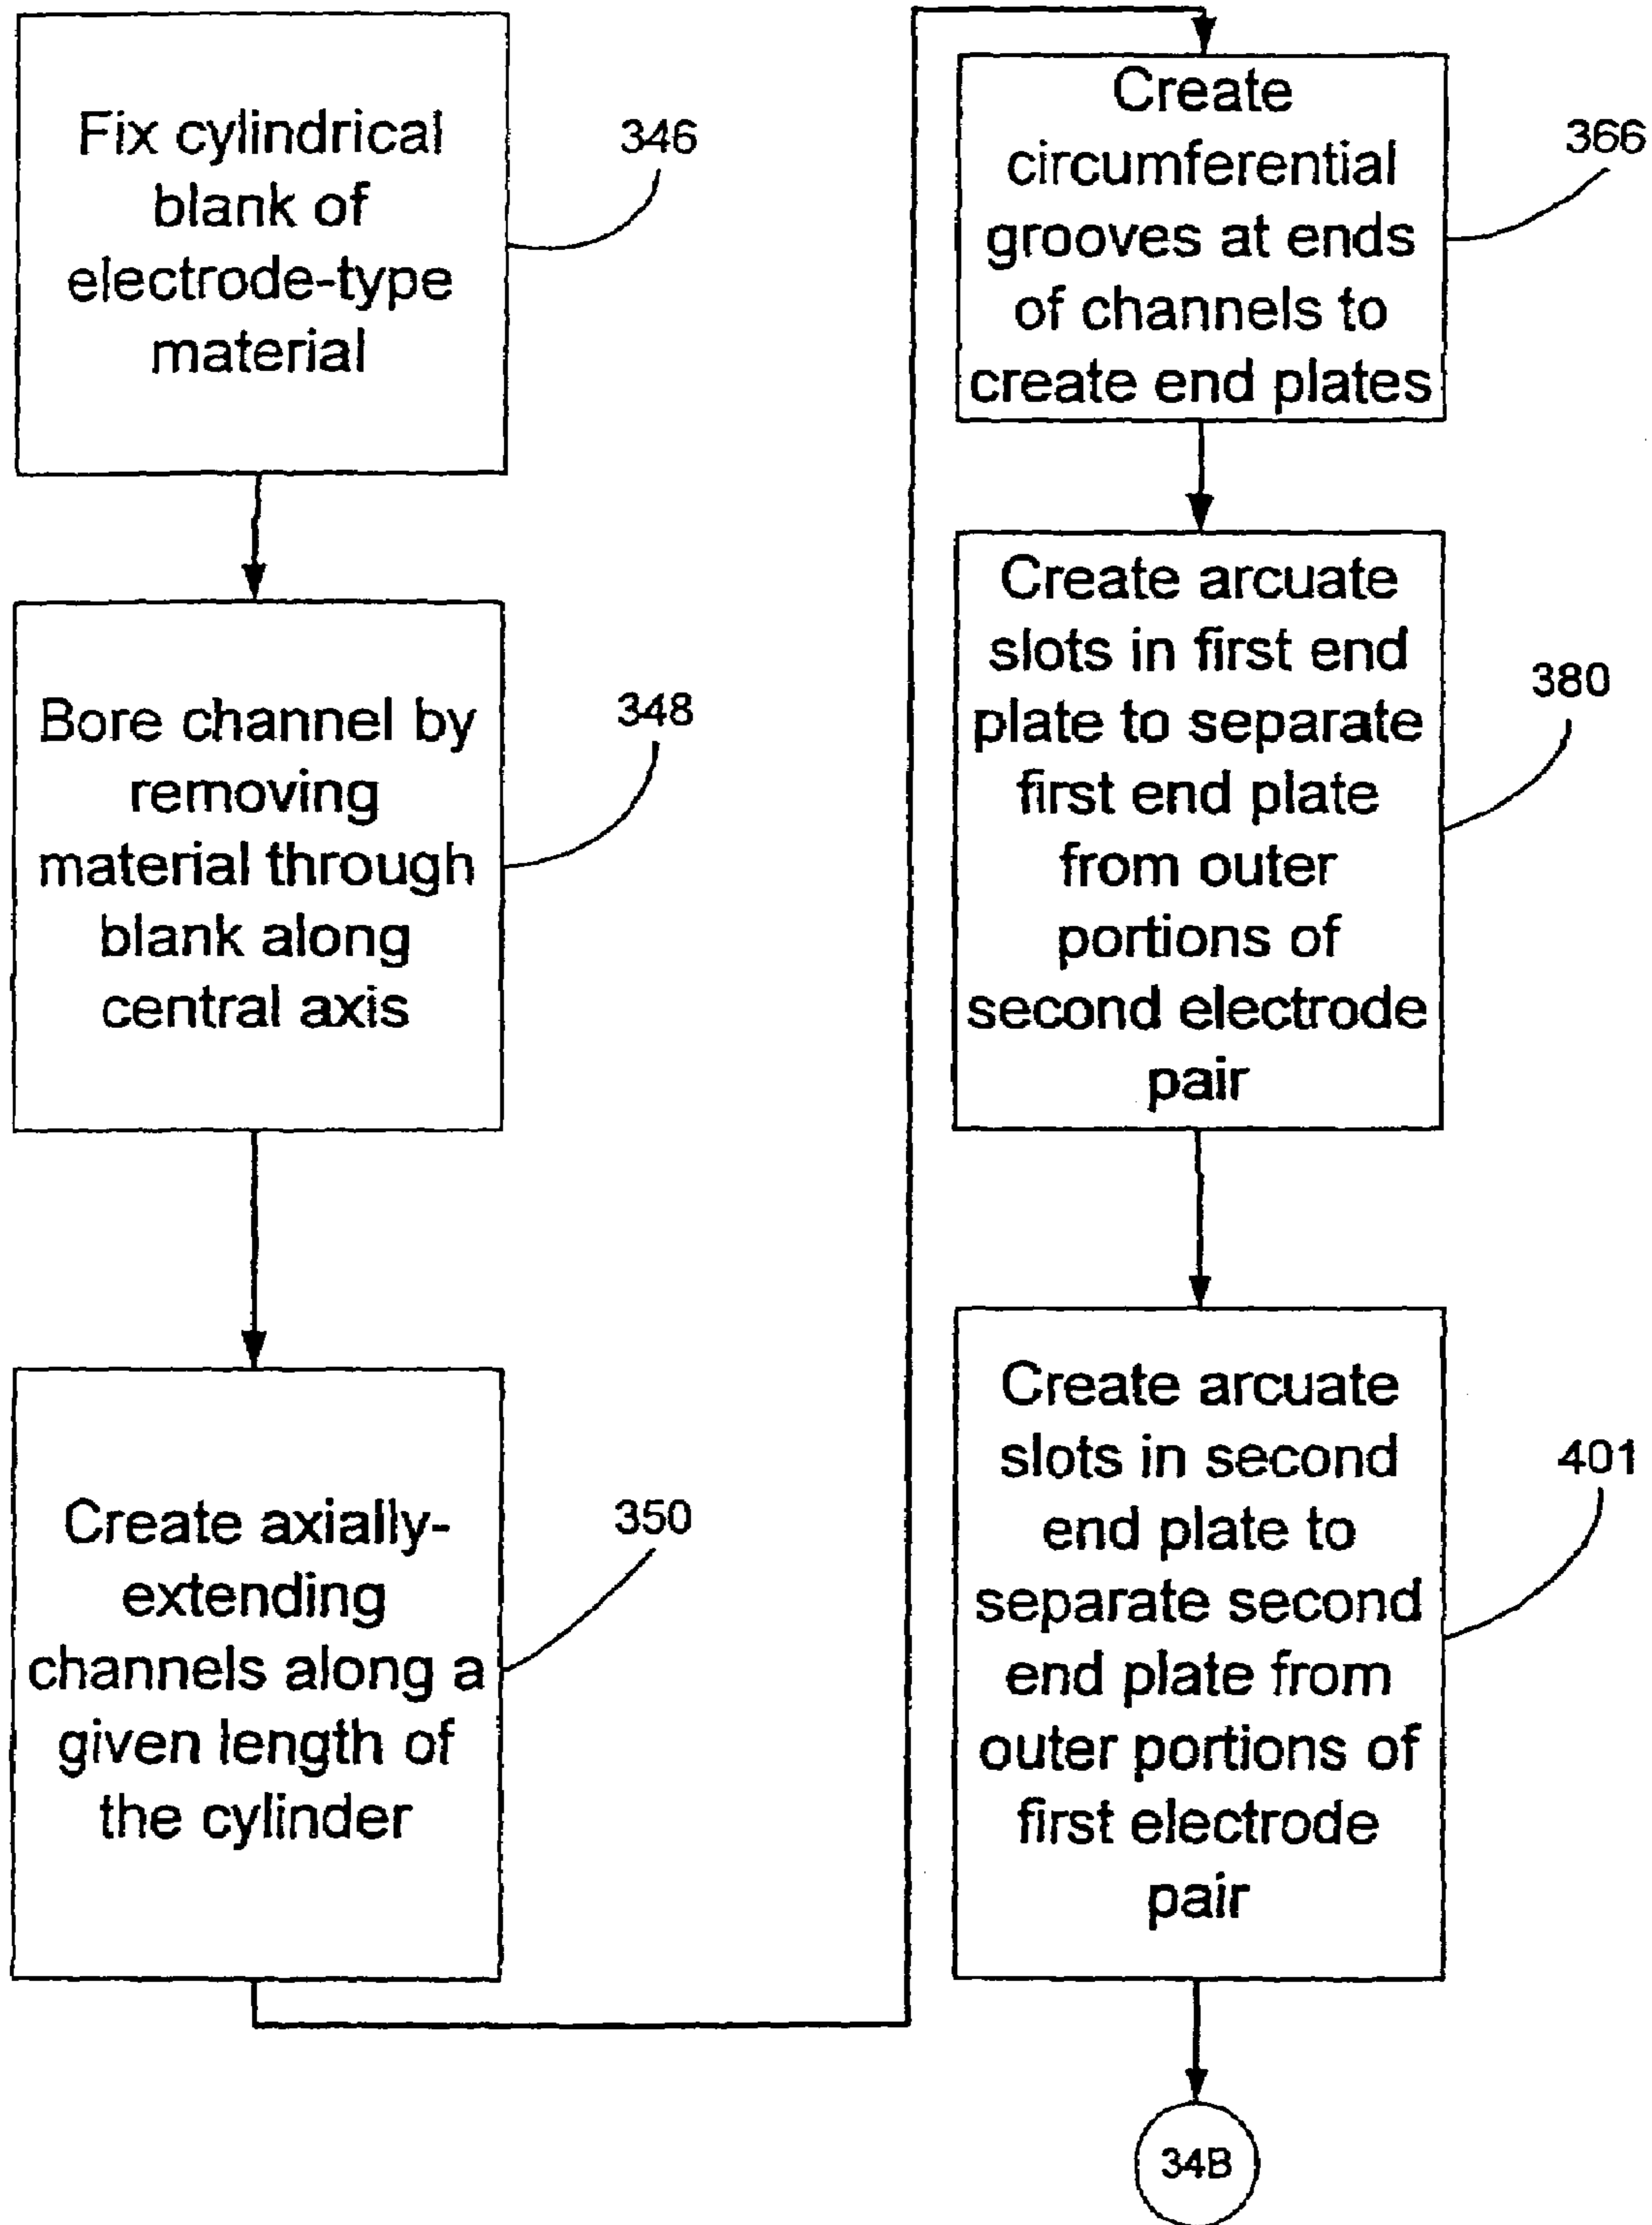 Fix cylindrical
blank of
electrode-type
material
346
Bore channel by
removing
material through
blank along
central axis
348
Create axially-
extending
channels along a
given length of
the cylinder
350
Create
circumferential
grooves at ends
of channels to
create end plates
366
Create arcuate
slots in first end
plate to separate
first end plate
from outer
portions of
second electrode
pair
380
Create arcuate
slots in second
end plate to
separate second
end plate from
outer portions of
first electrode
pair
401
34B